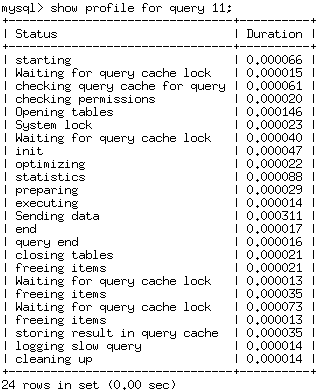 mysql> show profile for query 11;
+--------------------------------+----------+
| Status                         | Duration |
+--------------------------------+----------+
| starting                       | 0.000066 |
| Waiting for query cache lock   | 0.000015 |
| checking query cache for query | 0.000061 |
| checking permissions           | 0.000020 |
| Opening tables                 | 0.000146 |
| System lock                    | 0.000023 |
| Waiting for query cache lock   | 0.000040 |
| init                           | 0.000047 |
| optimizing                     | 0.000022 |
| statistics                     | 0.000088 |
| preparing                      | 0.000029 |
| executing                      | 0.000014 |
| Sending data                   | 0.000311 |
| end                            | 0.000017 |
| query end                      | 0.000016 |
| closing tables                 | 0.000021 |
| freeing items                  | 0.000021 |
| Waiting for query cache lock   | 0.000013 |
| freeing items                  | 0.000035 |
| Waiting for query cache lock   | 0.000073 |
| freeing items                  | 0.000013 |
| storing result in query cache  | 0.000035 |
| logging slow query             | 0.000014 |
| cleaning up                    | 0.000014 |
+--------------------------------+----------+
24 rows in set (0.00 sec)